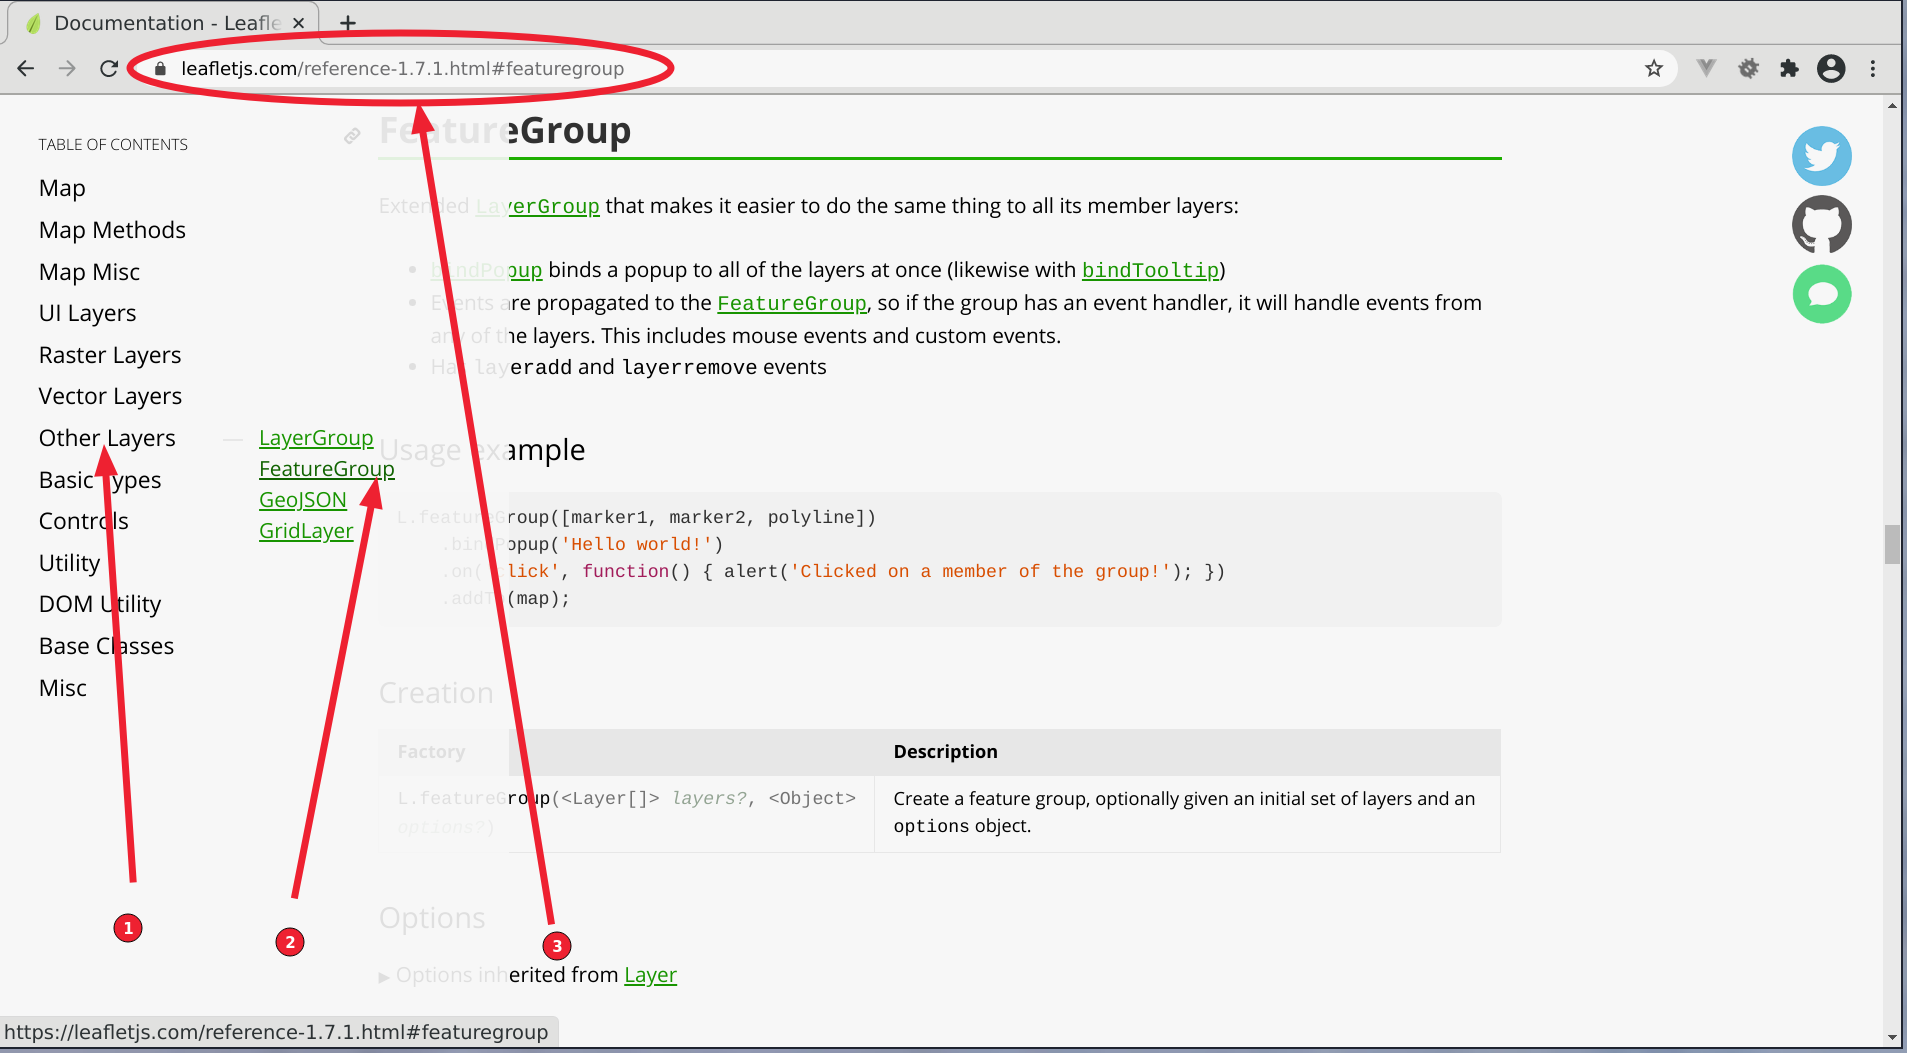 Documentation - Leafle
leafletjs.com/reference-1.7.1.html#featuregroup
TABLE OF CONTENTS
Map
Map Methods
Map Misc
UI Layers
Raster Layers
Vector Layers
Other Layers
Basic Types
Controls
Utility
DOM Utility
Base Classes
Misc
LayerGroup
FeatureGroup
GeoJSON
GridLayer
FeatureGroup
Extended LayerGroup that makes it easier to do the same thing to all its member layers:
bindPopup binds a popup to all of the layers at once (likewise with bindTooltip)
Events are propagated to the FeatureGroup, so if the group has an event handler, it will handle events from
any of the layers. This includes mouse events and custom events.
Has layeradd and layerremove events
Usage example
L.featureGroup([marker1, marker2, polyline])
.bindPopup('Hello world!')
.on('click', function() { alert('Clicked on a member of the group!'); })
.addTo(map);
Creation
Factory Description
L.featureGroup(<Layer[]> layers?, <Object>
options?)
Create a feature group, optionally given an initial set of layers and an
options object.
Options
Options inherited from Layer
1
2
3
https://leafletjs.com/reference-1.7.1.html#featuregroup